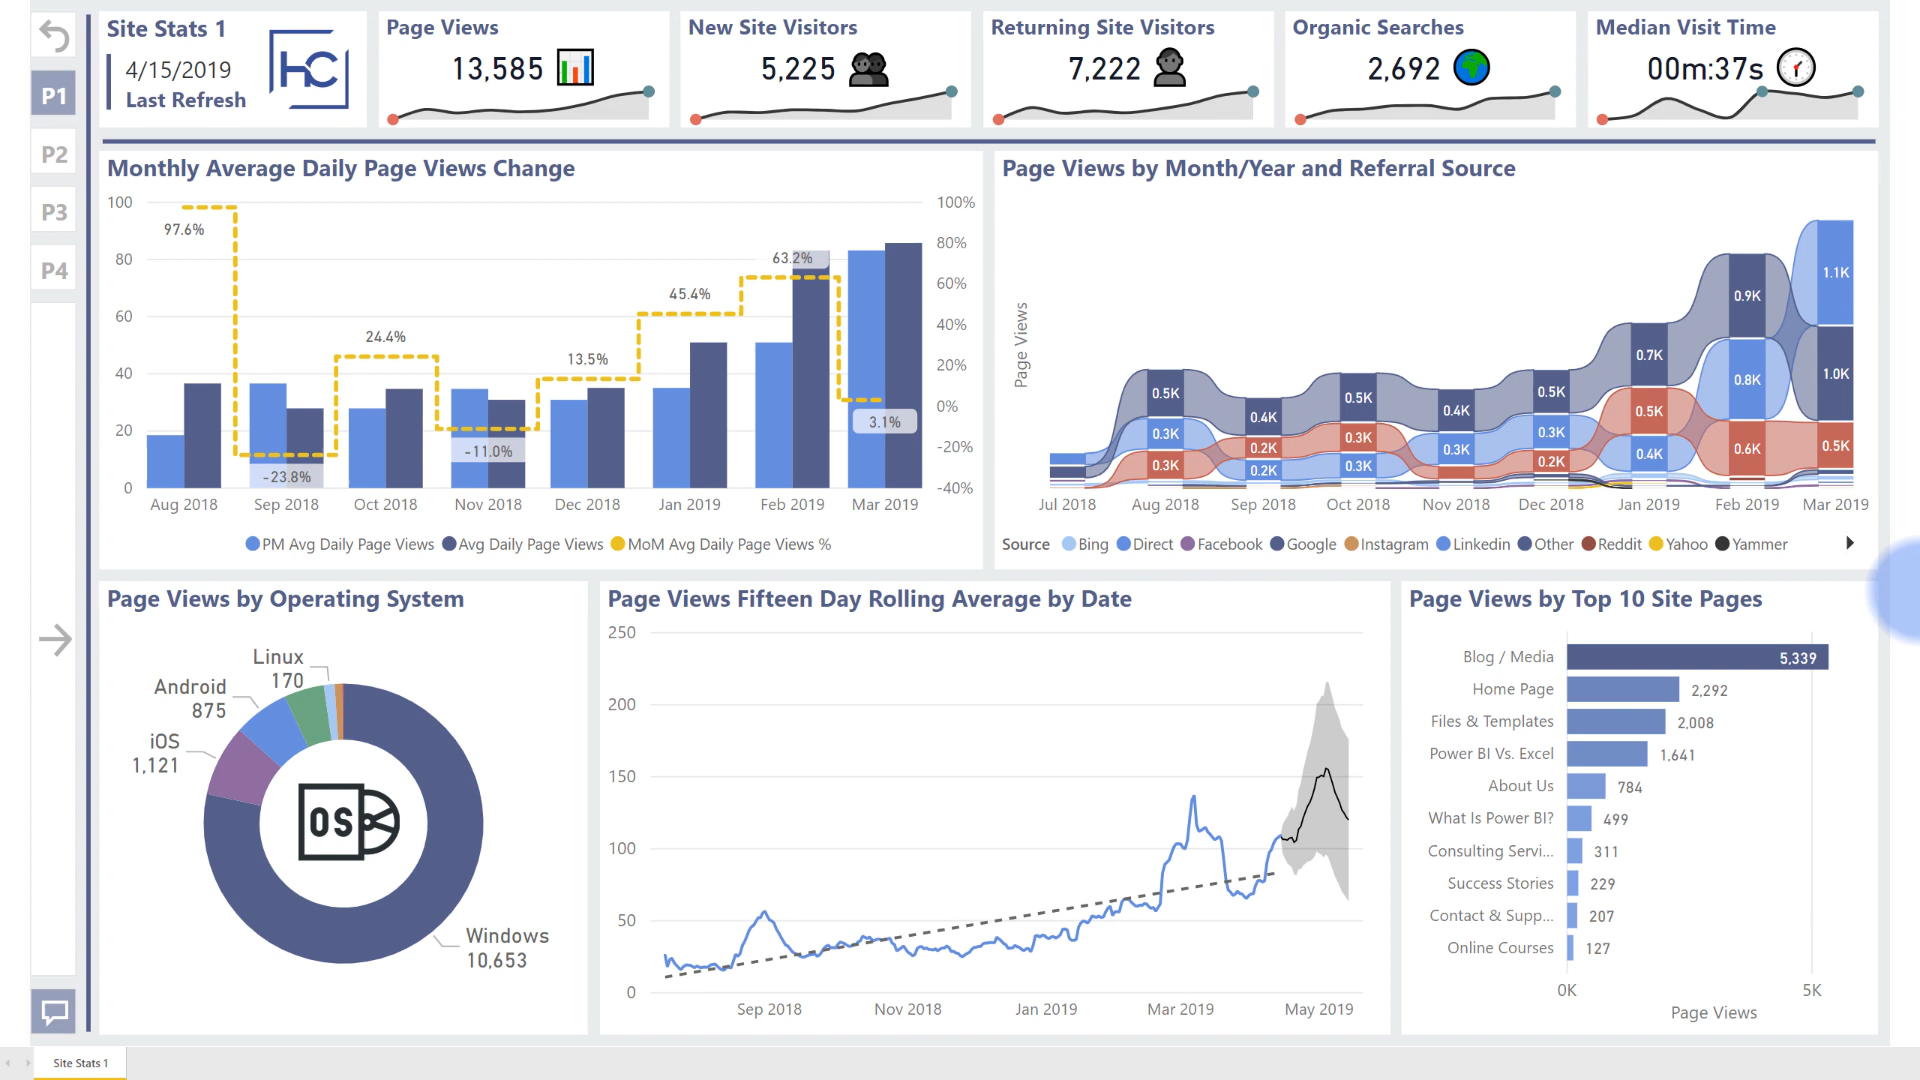 Site Stats 1
4/15/2019
Last Refresh
HC
Page Views
13,585
New Site Visitors
5,225
Returning Site Visitors
7,222
Organic Searches
2,692
Median Visit Time
00m:37s
P1
P2
P3
P4
Monthly Average Daily Page Views Change
100
80
60
40
20
0
100%
80%
60%
40%
20%
0%
-20%
-40%
97.6%
-23.8%
24.4%
-11.0%
13.5%
45.4%
63.2%
3.1%
Aug 2018
Sep 2018
Oct 2018
Nov 2018
Dec 2018
Jan 2019
Feb 2019
Mar 2019
PM Avg Daily Page Views
Avg Daily Page Views
MoM Avg Daily Page Views %
Page Views by Month/Year and Referral Source
Page Views
0.5K
0.3K
0.3K
0.4K
0.2K
0.2K
0.5K
0.3K
0.3K
0.4K
0.3K
0.5K
0.3K
0.2K
0.7K
0.5K
0.4K
0.9K
0.8K
0.6K
1.1K
1.0K
0.5K
Jul 2018
Aug 2018
Sep 2018
Oct 2018
Nov 2018
Dec 2018
Jan 2019
Feb 2019
Mar 2019
Source
Bing
Direct
Facebook
Google
Instagram
Linkedin
Other
Reddit
Yahoo
Yammer
Page Views by Operating System
Linux
170
Android
875
iOS
1,121
OS
Windows
10,653
Page Views Fifteen Day Rolling Average by Date
250
200
150
100
50
0
Sep 2018
Nov 2018
Jan 2019
Mar 2019
May 2019
Page Views by Top 10 Site Pages
Blog / Media
5,339
Home Page
2,292
Files & Templates
2,008
Power BI Vs. Excel
1,641
About Us
784
What Is Power BI?
499
Consulting Servi...
311
Success Stories
229
Contact & Supp...
207
Online Courses
127
0K
5K
Page Views
Site Stats 1